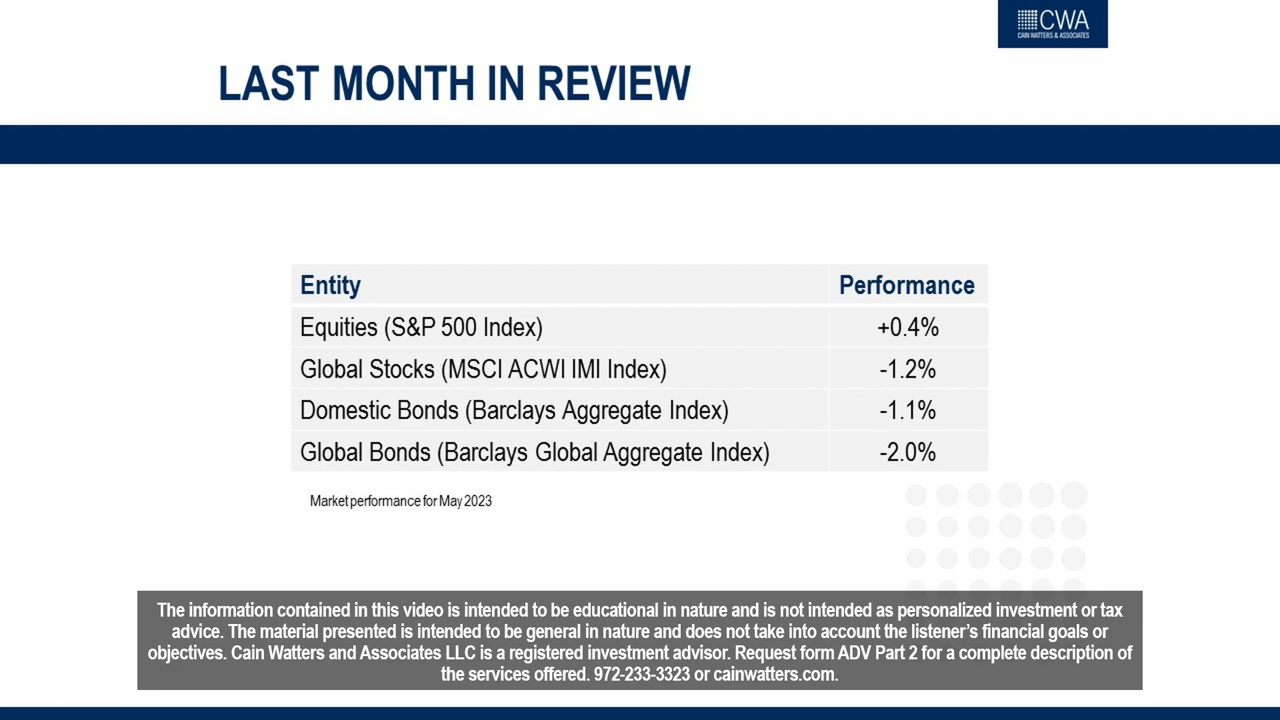 CWA
CAIN WATTERS & ASSOCIATES
LAST MONTH IN REVIEW
Entity Performance
Equities (S&P 500 Index) +0.4%
Global Stocks (MSCI ACWI IMI Index) -1.2%
Domestic Bonds (Barclays Aggregate Index) -1.1%
Global Bonds (Barclays Global Aggregate Index) -2.0%
Market performance for May 2023
The information contained in this video is intended to be educational in nature and is not intended as personalized investment or tax
advice. The material presented is intended to be general in nature and does not take into account the listener's financial goals or
objectives. Cain Watters and Associates LLC is a registered investment advisor. Request form ADV Part 2 for a complete description of
the services offered. 972-233-3323 or cainwatters.com.